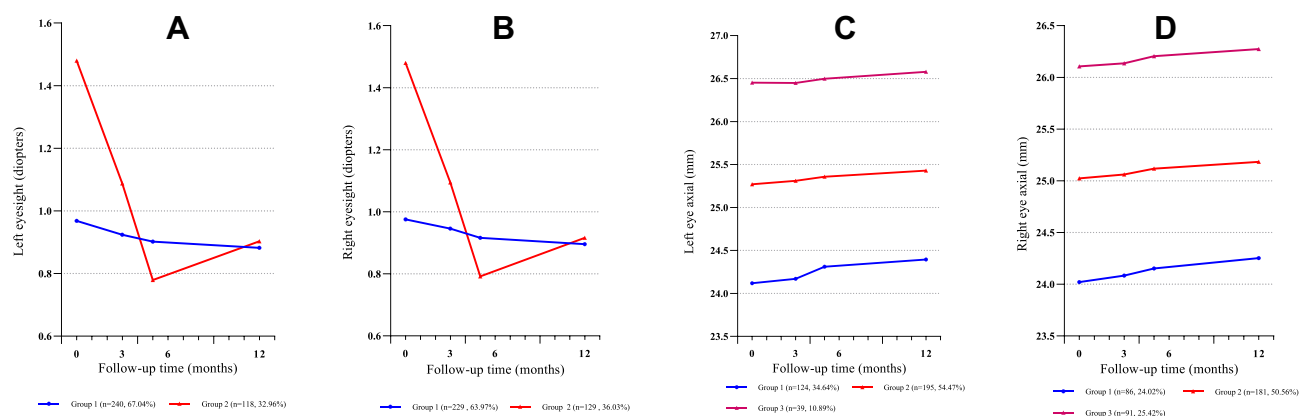 A
B
C
D
Left eyesight (diopters)
1.6
1.4
1.2
1.0
0.8
0.6
0 3 6 12
Follow-up time (months)
Group 1 (n=240, 67.04%) Group 2 (n=118, 32.96%)
Right eyesight (diopters)
1.6
1.4
1.2
1.0
0.8
0.6
0 3 6 12
Follow-up time (months)
Group 1 (n=229, 63.97%) Group 2 (n=129 , 36.03%)
Left eye axial (mm)
27.0
26.5
26.0
25.5
25.0
24.5
24.0
23.5
0 3 6 12
Follow-up time (months)
Group 1 (n=124, 34.64%) Group 2 (n=195, 54.47%)
Group 3 (n=39, 10.89%)
Right eye axial (mm)
26.5
26.0
25.5
25.0
24.5
24.0
23.5
0 3 6 12
Follow-up time (months)
Group 1 (n=86, 24.02%) Group 2 (n=181, 50.56%)
Group 3 (n=91, 25.42%)